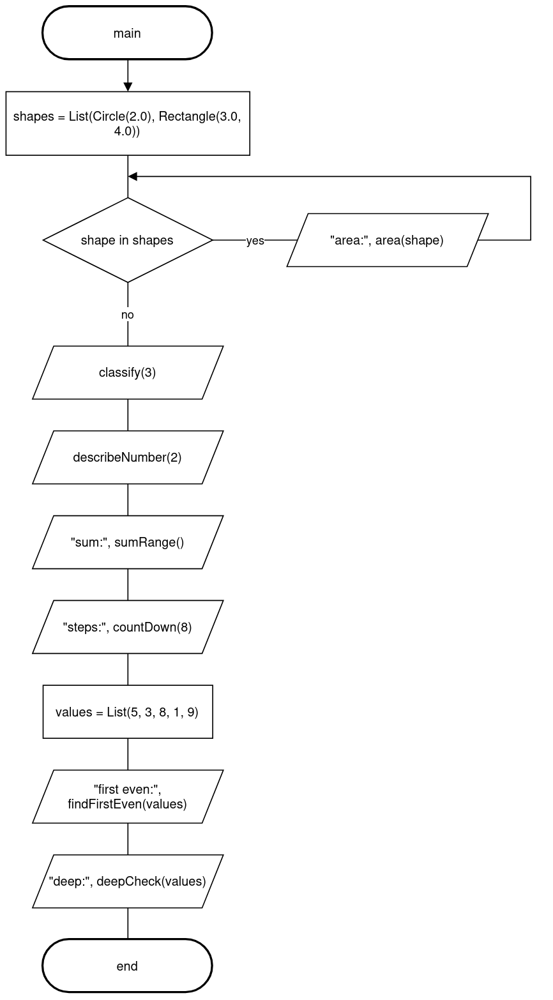 main
shapes = List(Circle(2.0), Rectangle(3.0,
4.0))
shape in shapes
yes
"area:", area(shape)
no
classify(3)
describeNumber(2)
"sum:", sumRange()
"steps:", countDown(8)
values = List(5, 3, 8, 1, 9)
"first even:",
findFirstEven(values)
"deep:", deepCheck(values)
end